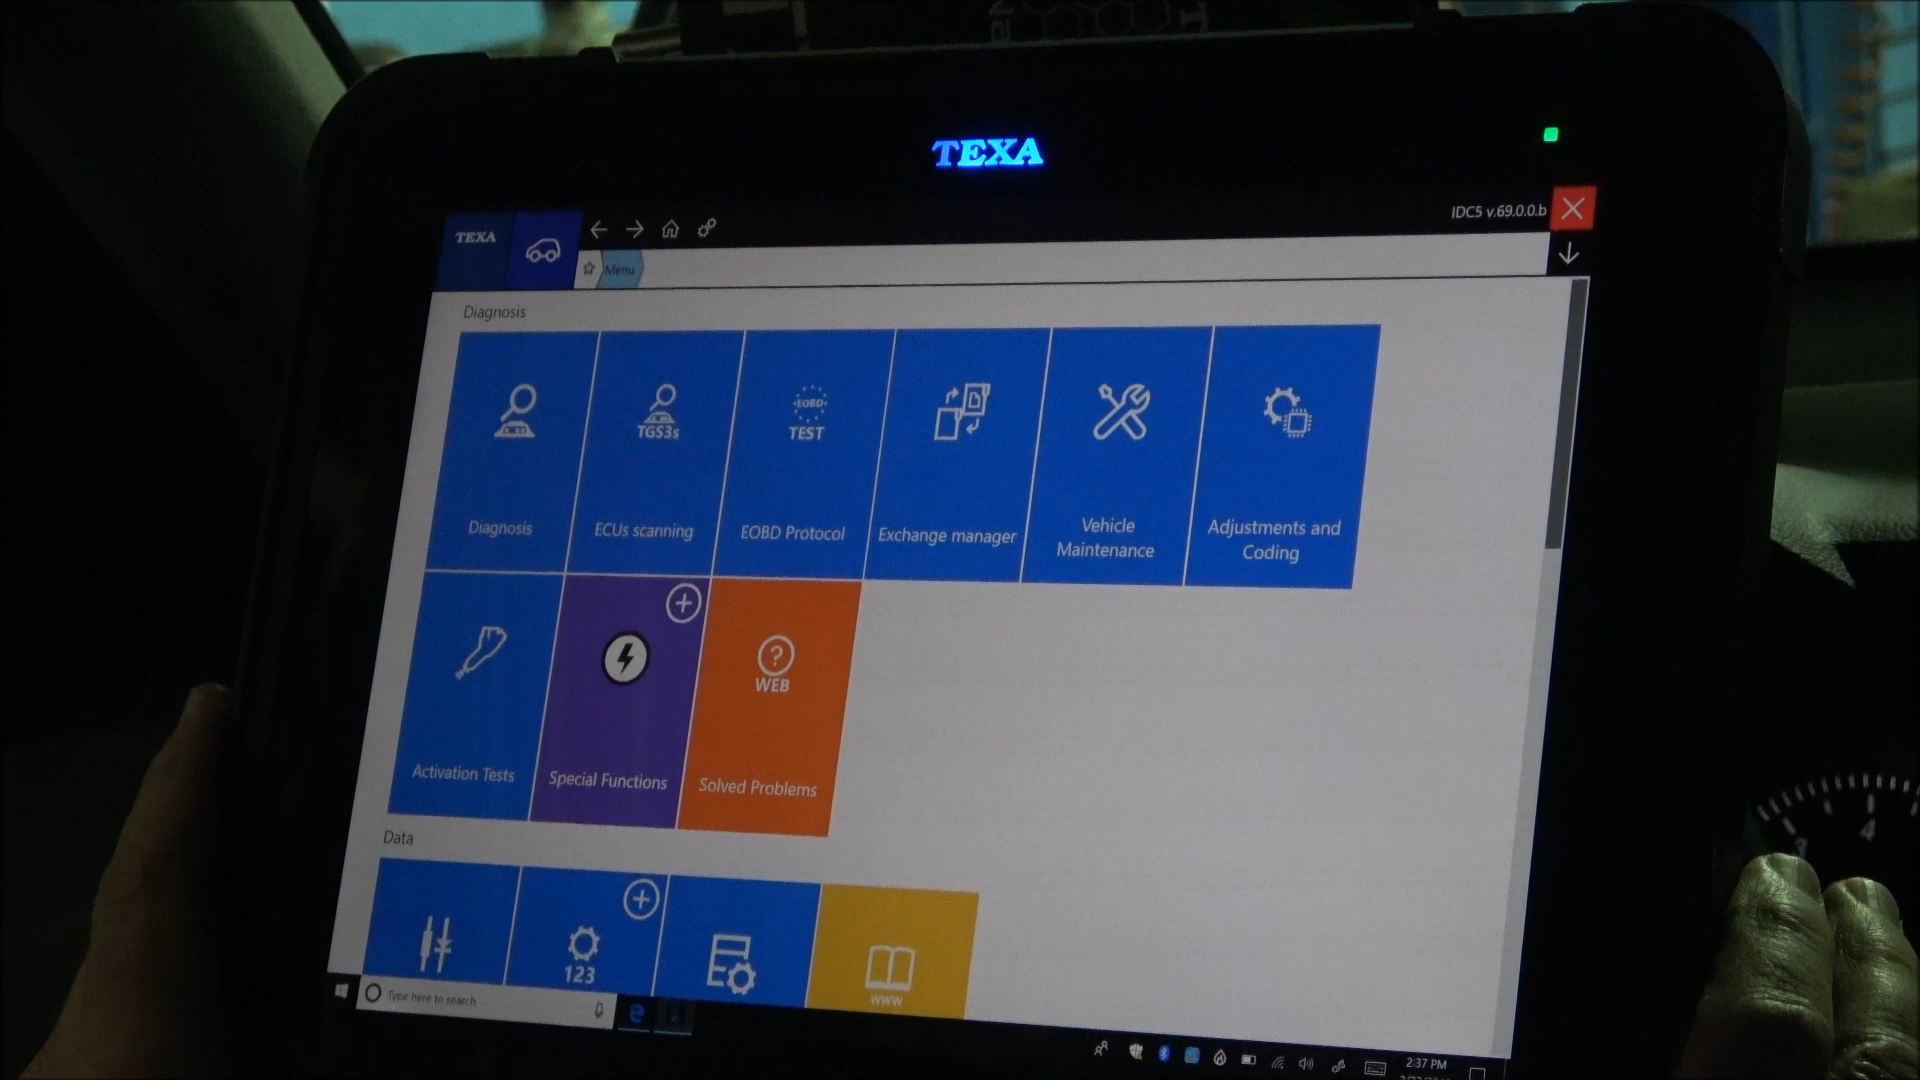 TEXA
IDC5 v.69.0.0.b
TEXA
Menu
Diagnosis
TGS3s
EOBD
TEST
Diagnosis
ECUs scanning
EOBD Protocol
Exchange manager
Vehicle
Maintenance
Adjustments and
Coding
?
WEB
Activation Tests
Special Functions
Solved Problems
Data
123
www
Type here to search
2:37 PM
3
4